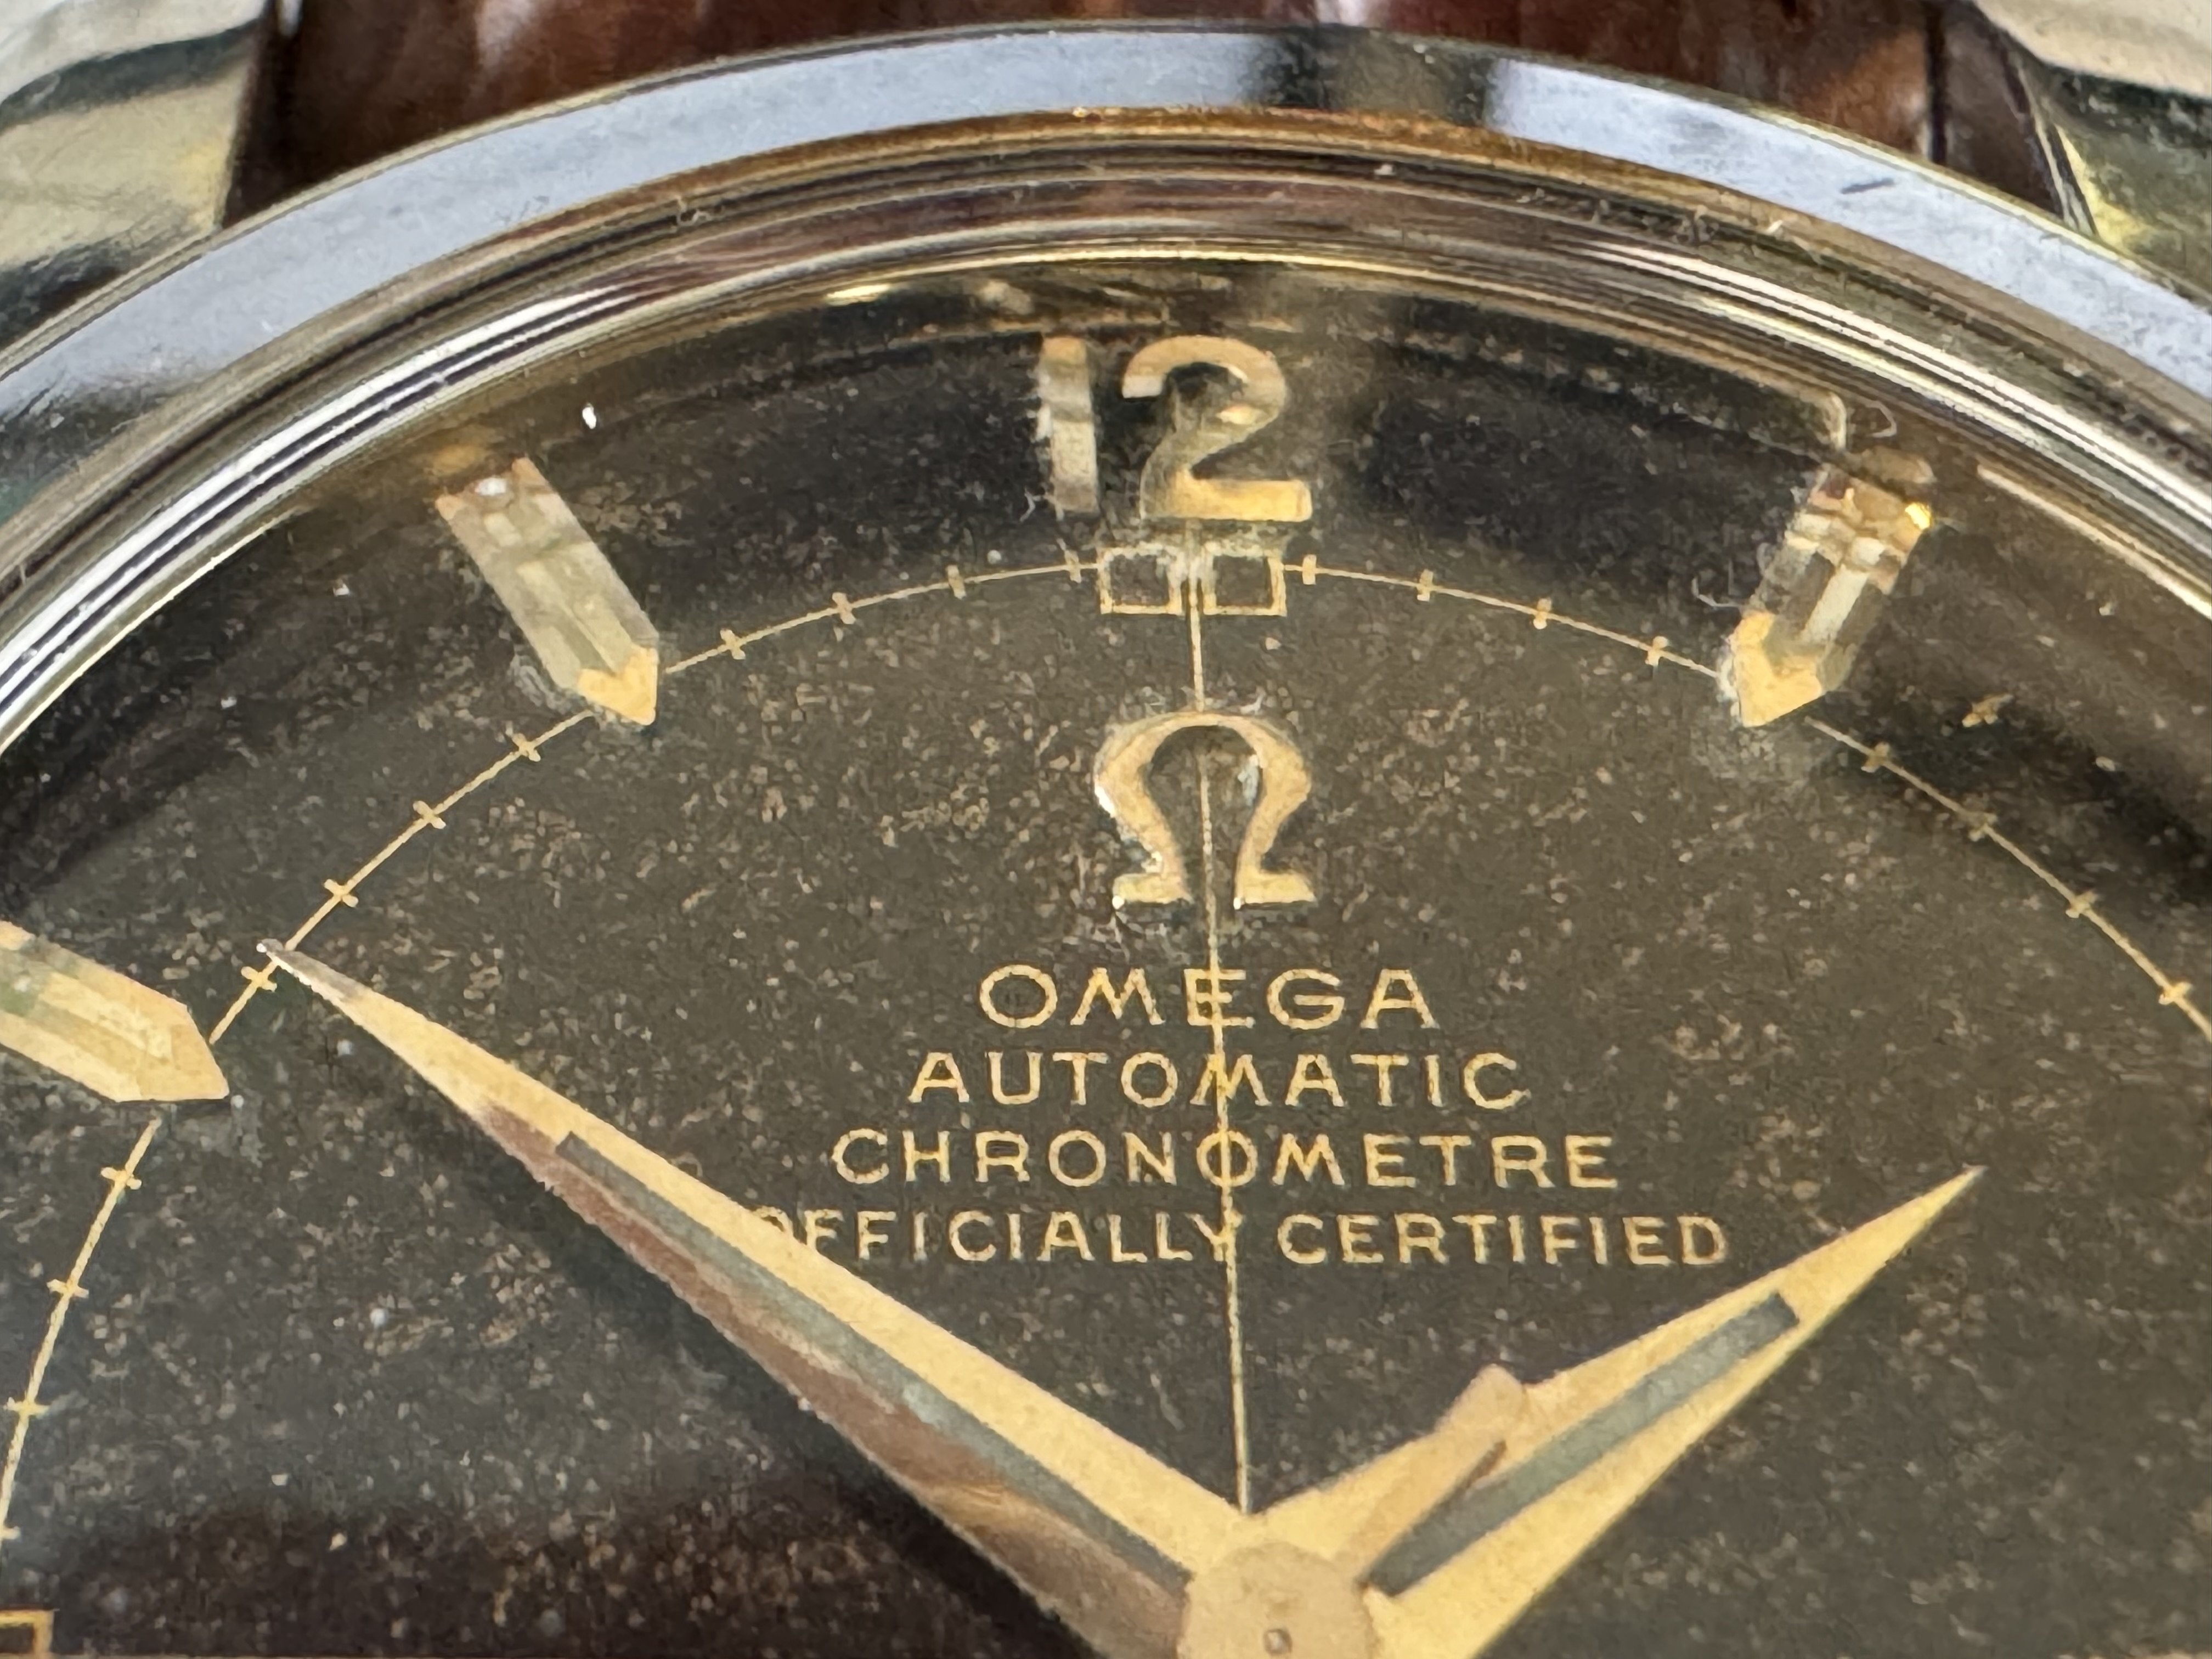 12
Ω
OMEGA
AUTOMATIC
CHRONOMETRE
OFFICIALLY CERTIFIED